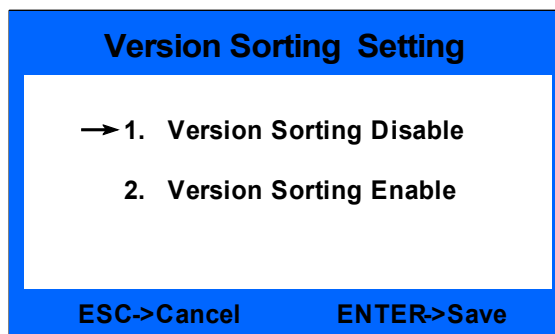 Version Sorting Setting
→1. Version Sorting Disable
2. Version Sorting Enable
ESC->Cancel ENTER->Save